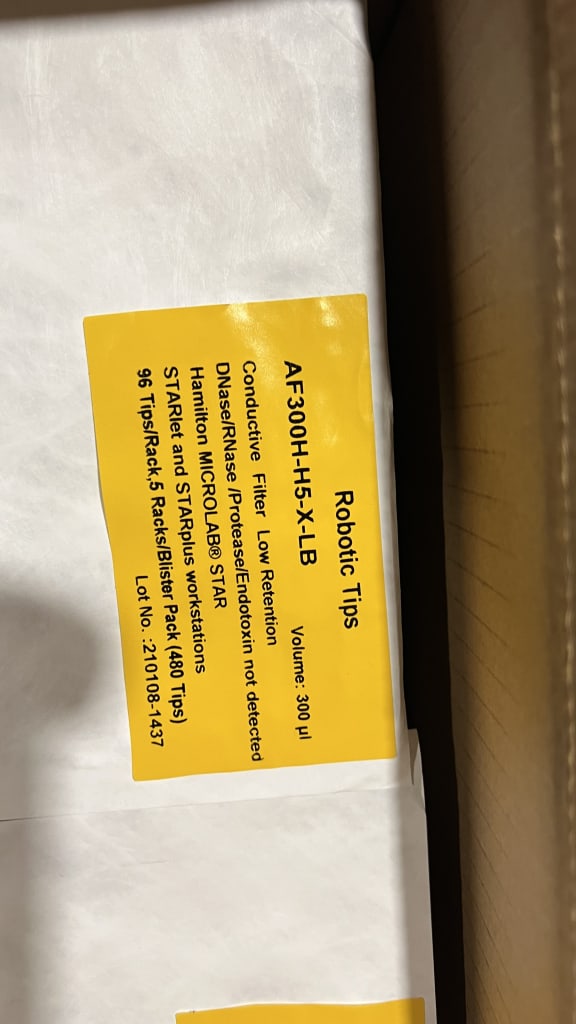 Robotic Tips
AF300H-H5-X-LB Volume: 300 µl
Conductive Filter Low Retention
DNase/RNase /Protease/Endotoxin not detected
Hamilton MICROLAB® STAR
STARlet and STARplus workstations
96 Tips/Rack,5 Racks/Blister Pack (480 Tips)
Lot No. :210108-1437